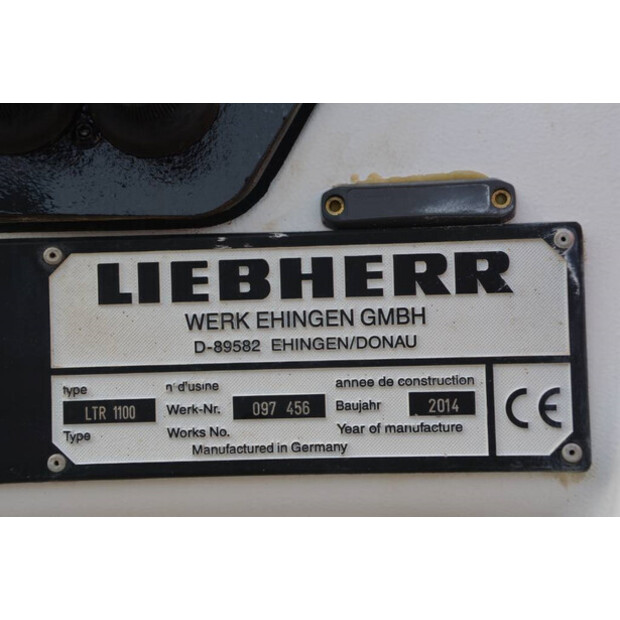 LIEBHERR
WERK EHINGEN GMBH
D-89582 EHINGEN/DONAU
type n°d'usine annee de construction
LTR 1100 Werk-Nr. 097 456 Baujahr 2014
Type Works No. Year of manufacture
Manufactured in Germany
CE